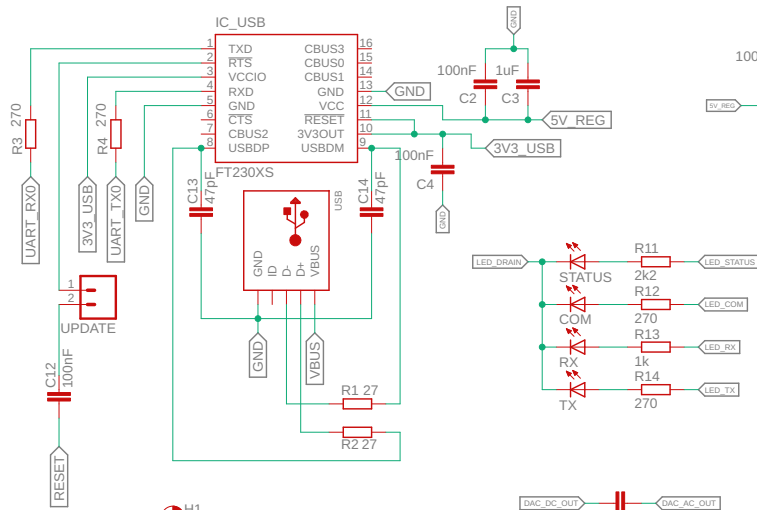 IC_USB
GND
100
1 TXD CBUS3 16
2 RTS CBUS0 15
3 VCCIO CBUS1 14
4 RXD GND 13
5 GND VCC 12
6 CTS RESET 11
7 CBUS2 3V3OUT 10
8 USBDP USBDM 9
FT230XS
R3 270
R4 270
UART_RX0
3V3_USB
UART_TX0
GND
GND
100nF
C2
1uF
C3
5V_REG
5V_REG
3V3_USB
100nF
C4
GND
C13
47pF
C14
47pF
USB
GND
ID
D-
D+
VBUS
GND
VBUS
1
2
UPDATE
C12
100nF
RESET
R1 27
R2 27
LED_DRAIN
STATUS
R11
2k2
LED_STATUS
COM
R12
270
LED_COM
RX
R13
1k
LED_RX
TX
R14
270
LED_TX
H1
DAC_DC_OUT
DAC_AC_OUT